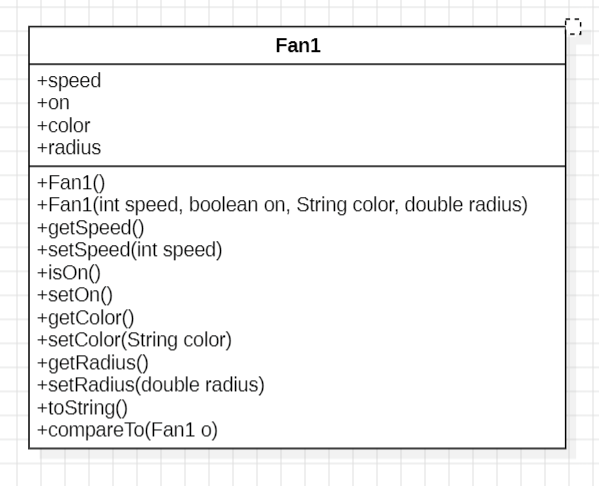 Fan1
+speed
+on
+color
+radius
+Fan1()
+Fan1(int speed, boolean on, String color, double radius)
+getSpeed()
+setSpeed(int speed)
+isOn()
+setOn()
+getColor()
+setColor(String color)
+getRadius()
+setRadius(double radius)
+toString()
+compareTo(Fan1 o)